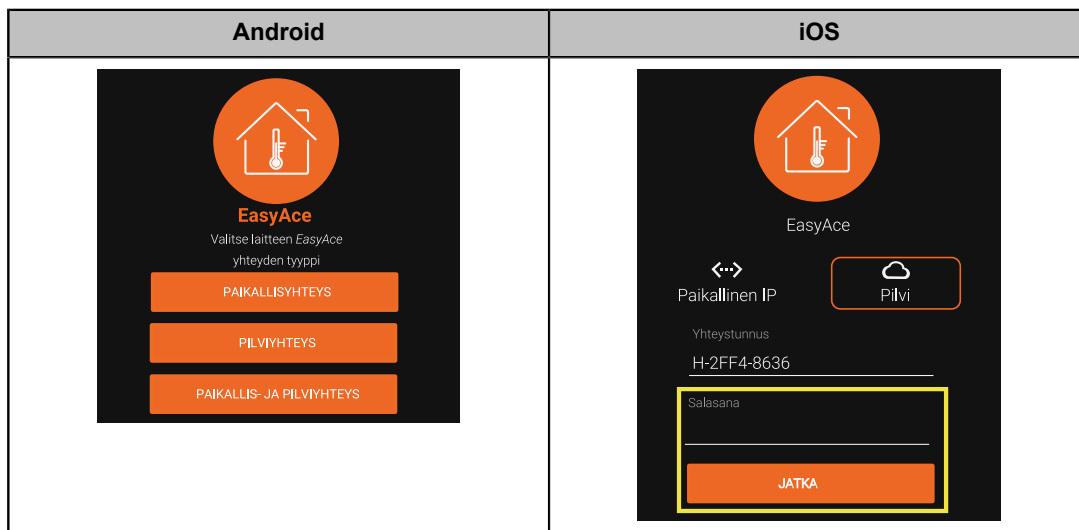 Android
iOS
EasyAce
Valitse laitteen EasyAce
yhteyden tyyppi
PAIKALLISYHTEYS
PILVIYHTEYS
PAIKALLIS- JA PILVIYHTEYS
EasyAce
Paikallinen IP
Pilvi
Yhteystunnus
H-2FF4-8636
Salasana
JATKA